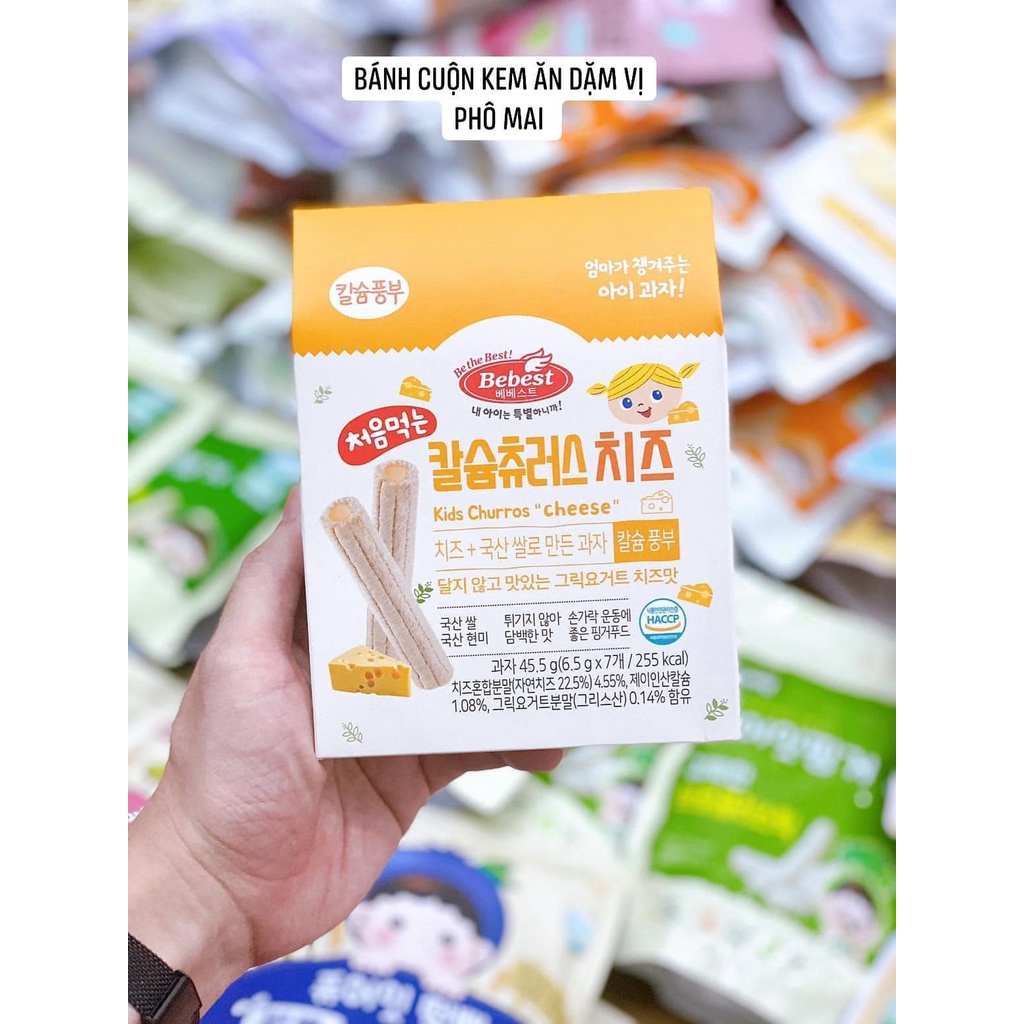 BÁNH CUỘN KEM ĂN DẶM VỊ
PHÔ MAI
칼슘풍부
엄마가 챙겨주는
아이 과자!
Be the Best!
Bebest
베베스트
내 아이는 특별하니까!
처음먹는
칼슘츄러스 치즈
Kids Churros "cheese"
치즈 + 국산 쌀로 만든 과자 칼슘 풍부
달지 않고 맛있는 그릭요거트 치즈맛
국산 쌀 튀기지 않아 손가락 운동에
국산 현미 담백한 맛 좋은 핑거푸드
HACCP
과자 45.5 g(6.5 g x 7개 / 255 kcal)
치즈혼합분말(자연치즈 22.5%) 4.55%, 제이인산칼슘
1.08%, 그릭요거트분말(그리스산) 0.14% 함유